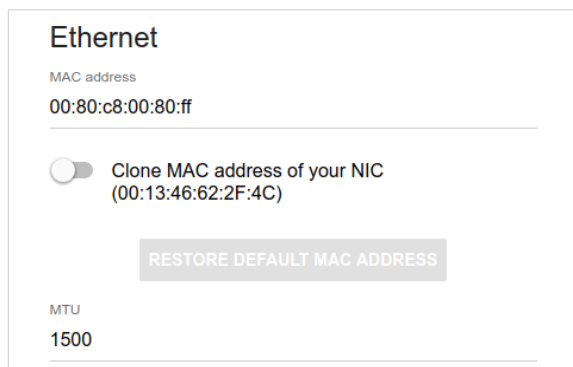 Ethernet
MAC address
00:80:c8:00:80:ff
Clone MAC address of your NIC
(00:13:46:62:2F:4C)
RESTORE DEFAULT MAC ADDRESS
MTU
1500